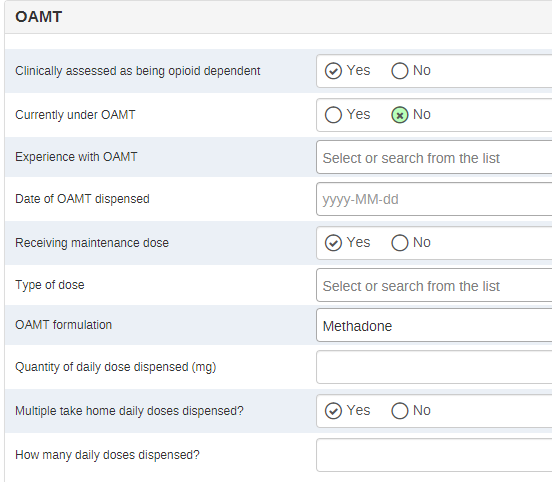 OAMT
Clinically assessed as being opioid dependent Yes No
Currently under OAMT Yes No
Experience with OAMT Select or search from the list
Date of OAMT dispensed yyyy-MM-dd
Receiving maintenance dose Yes No
Type of dose Select or search from the list
OAMT formulation Methadone
Quantity of daily dose dispensed (mg)
Multiple take home daily doses dispensed? Yes No
How many daily doses dispensed?